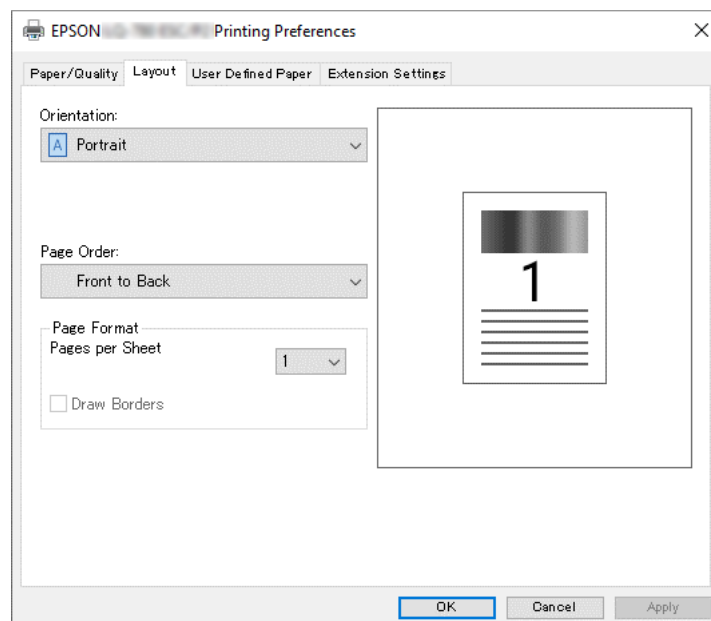 EPSON Printing Preferences
Paper/Quality Layout User Defined Paper Extension Settings
Orientation:
A Portrait
Page Order:
Front to Back
Page Format
Pages per Sheet
1
Draw Borders
1
OK Cancel Apply